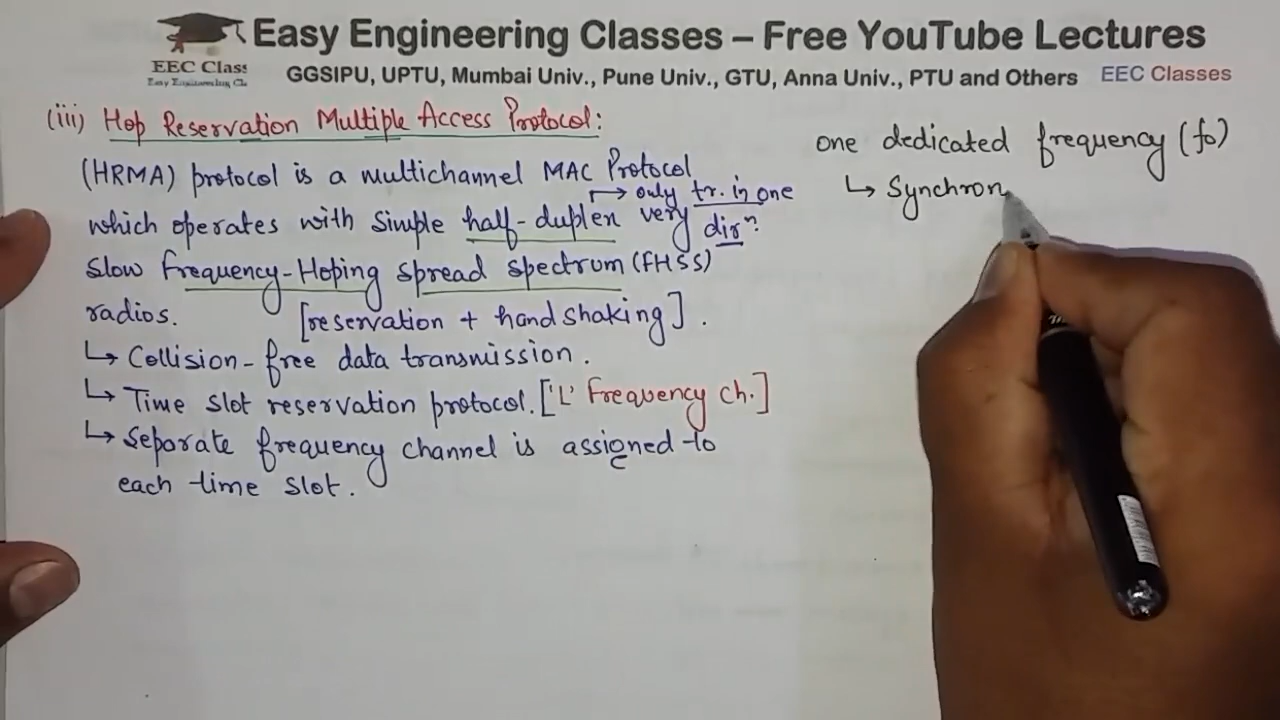 Easy Engineering Classes – Free YouTube Lectures
EEC Class
Easy Engineering Cla
GGSIPU, UPTU, Mumbai Univ., Pune Univ., GTU, Anna Univ., PTU and Others EEC Classes
(iii) Hop Reservation Multiple Access Protocol:
(HRMA) protocol is a multichannel MAC Protocol
↳ only tr. in one dirⁿ.
which operates with simple half-duplex very
slow frequency-Hoping spread spectrum (FHSS)
radios. [reservation + handshaking].
↳ Collision-free data transmission.
↳ Time slot reservation protocol. ['L' Frequency ch.]
↳ Separate frequency channel is assigened to
each time slot.
one dedicated frequency (fo)
↳ Synchron